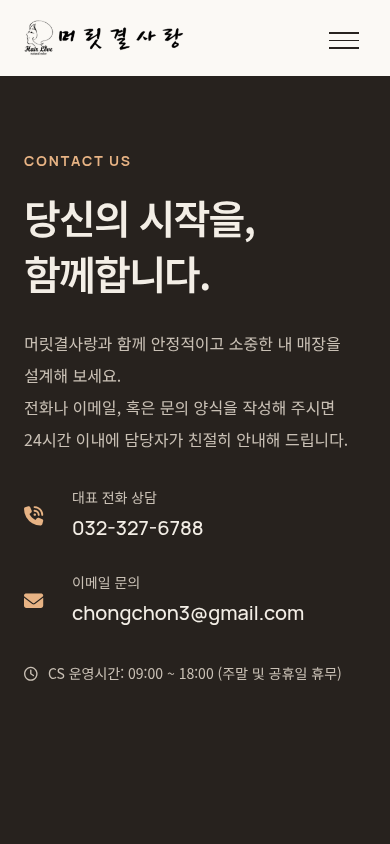 Hair Love
머릿결사랑
CONTACT US
당신의 시작을,
함께합니다.
머릿결사랑과 함께 안정적이고 소중한 내 매장을
설계해 보세요.
전화나 이메일, 혹은 문의 양식을 작성해 주시면
24시간 이내에 담당자가 친절히 안내해 드립니다.
대표 전화 상담
032-327-6788
이메일 문의
chongchon3@gmail.com
CS 운영시간: 09:00 ~ 18:00 (주말 및 공휴일 휴무)